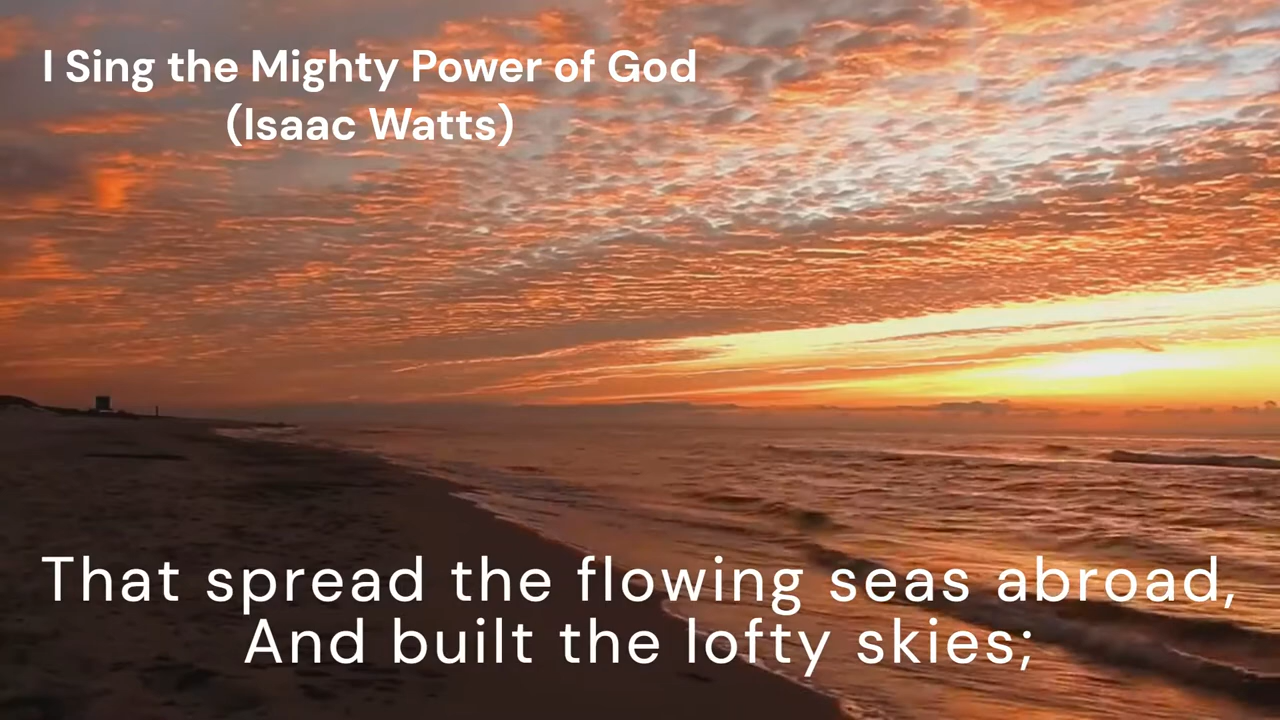 I Sing the Mighty Power of God
(Isaac Watts)
That spread the flowing seas abroad,
And built the lofty skies;